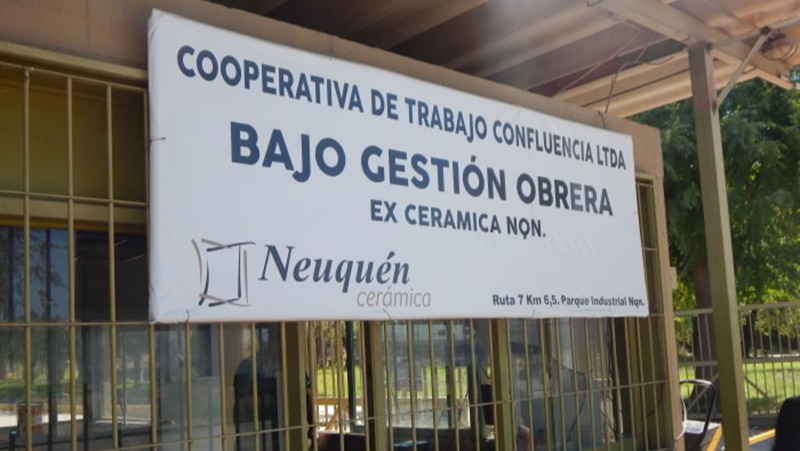 COOPERATIVA DE TRABAJO CONFLUENCIA LTDA
BAJO GESTIÓN OBRERA
EX CERAMICA NQN.
Neuquén
cerámica
Ruta 7 Km 6,5. Parque Industrial Nqn.